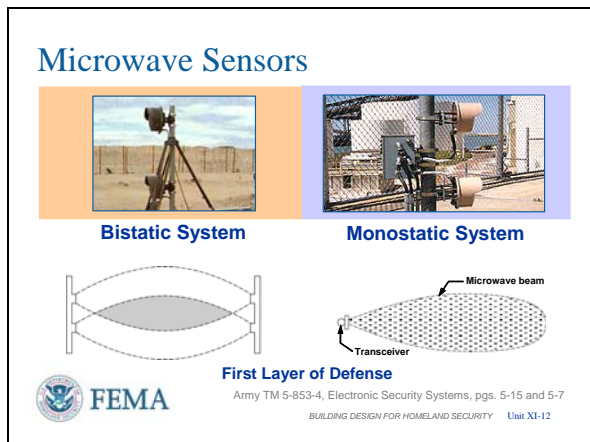 Microwave Sensors
Bistatic System
Monostatic System
Microwave beam
Transceiver
First Layer of Defense
Army TM 5-853-4, Electronic Security Systems, pgs. 5-15 and 5-7
FEMA
BUILDING DESIGN FOR HOMELAND SECURITY Unit XI-12